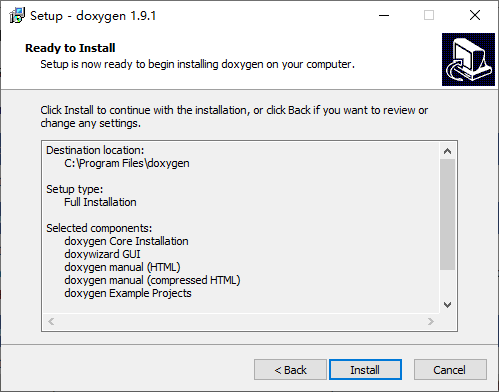 Setup - doxygen 1.9.1
Ready to Install
Setup is now ready to begin installing doxygen on your computer.
Click Install to continue with the installation, or click Back if you want to review or
change any settings.
Destination location:
C:\Program Files\doxygen
Setup type:
Full Installation
Selected components:
doxygen Core Installation
doxywizard GUI
doxygen manual (HTML)
doxygen manual (compressed HTML)
doxygen Example Projects
< Back
Install
Cancel